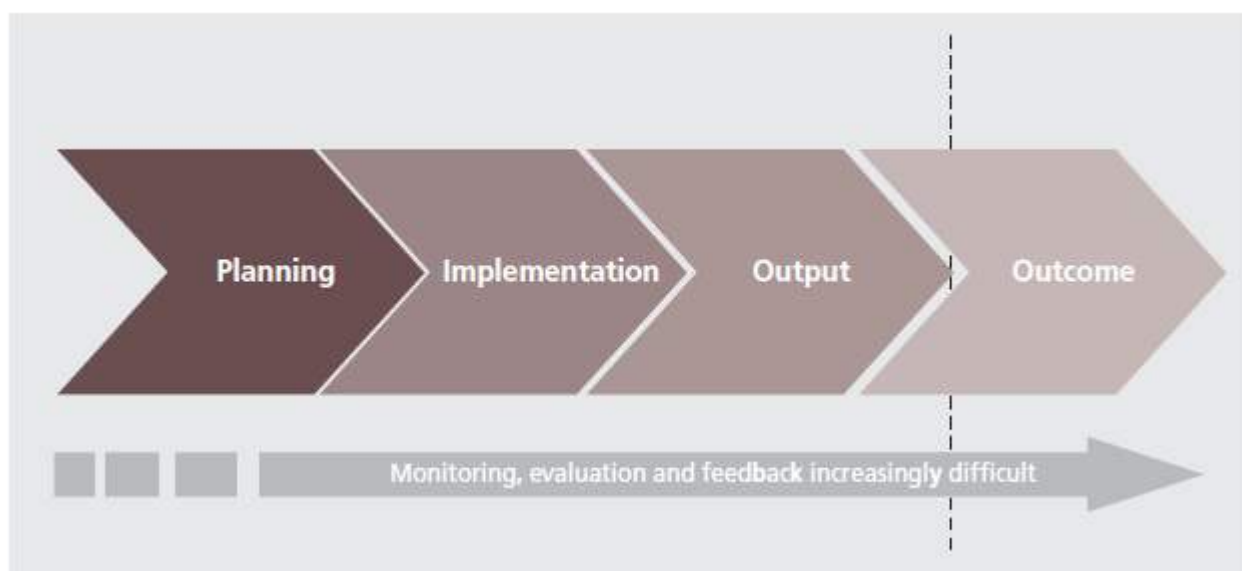 Planning
Implementation
Output
Outcome
Monitoring, evaluation and feedback increasingly difficult